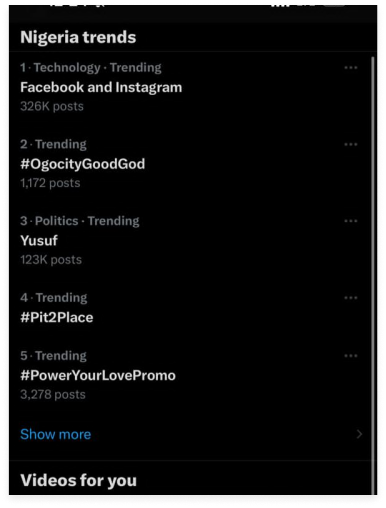 Nigeria trends
1 · Technology · Trending
Facebook and Instagram
326K posts
2 · Trending
#OgocityGoodGod
1,172 posts
3 · Politics · Trending
Yusuf
123K posts
4 · Trending
#Pit2Place
5 · Trending
#PowerYourLovePromo
3,278 posts
Show more
Videos for you